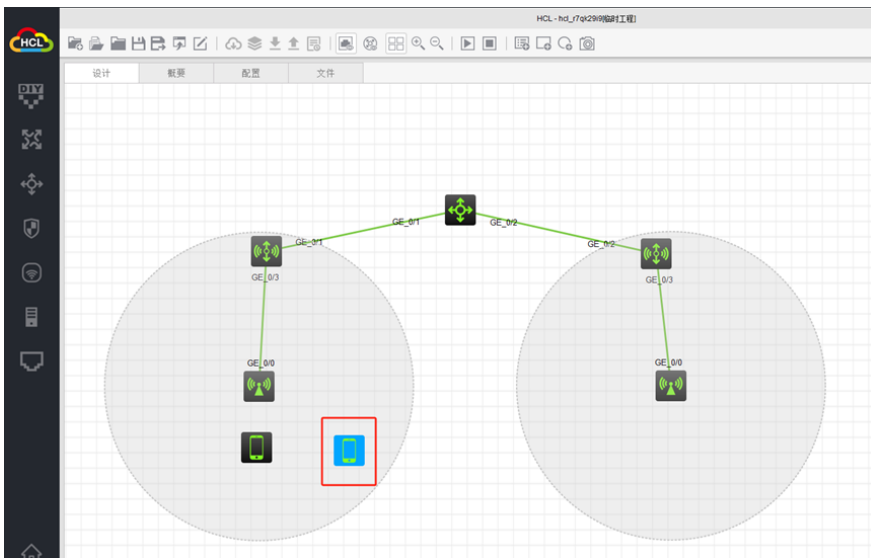 HCL - hcl_r7qk29i9[临时工程]
HCL
DIY
设计 概要 配置 文件
GE_0/1 GE_0/2
GE_0/1 GE_0/2
GE_0/3 GE_0/3
GE_0/0 GE_0/0